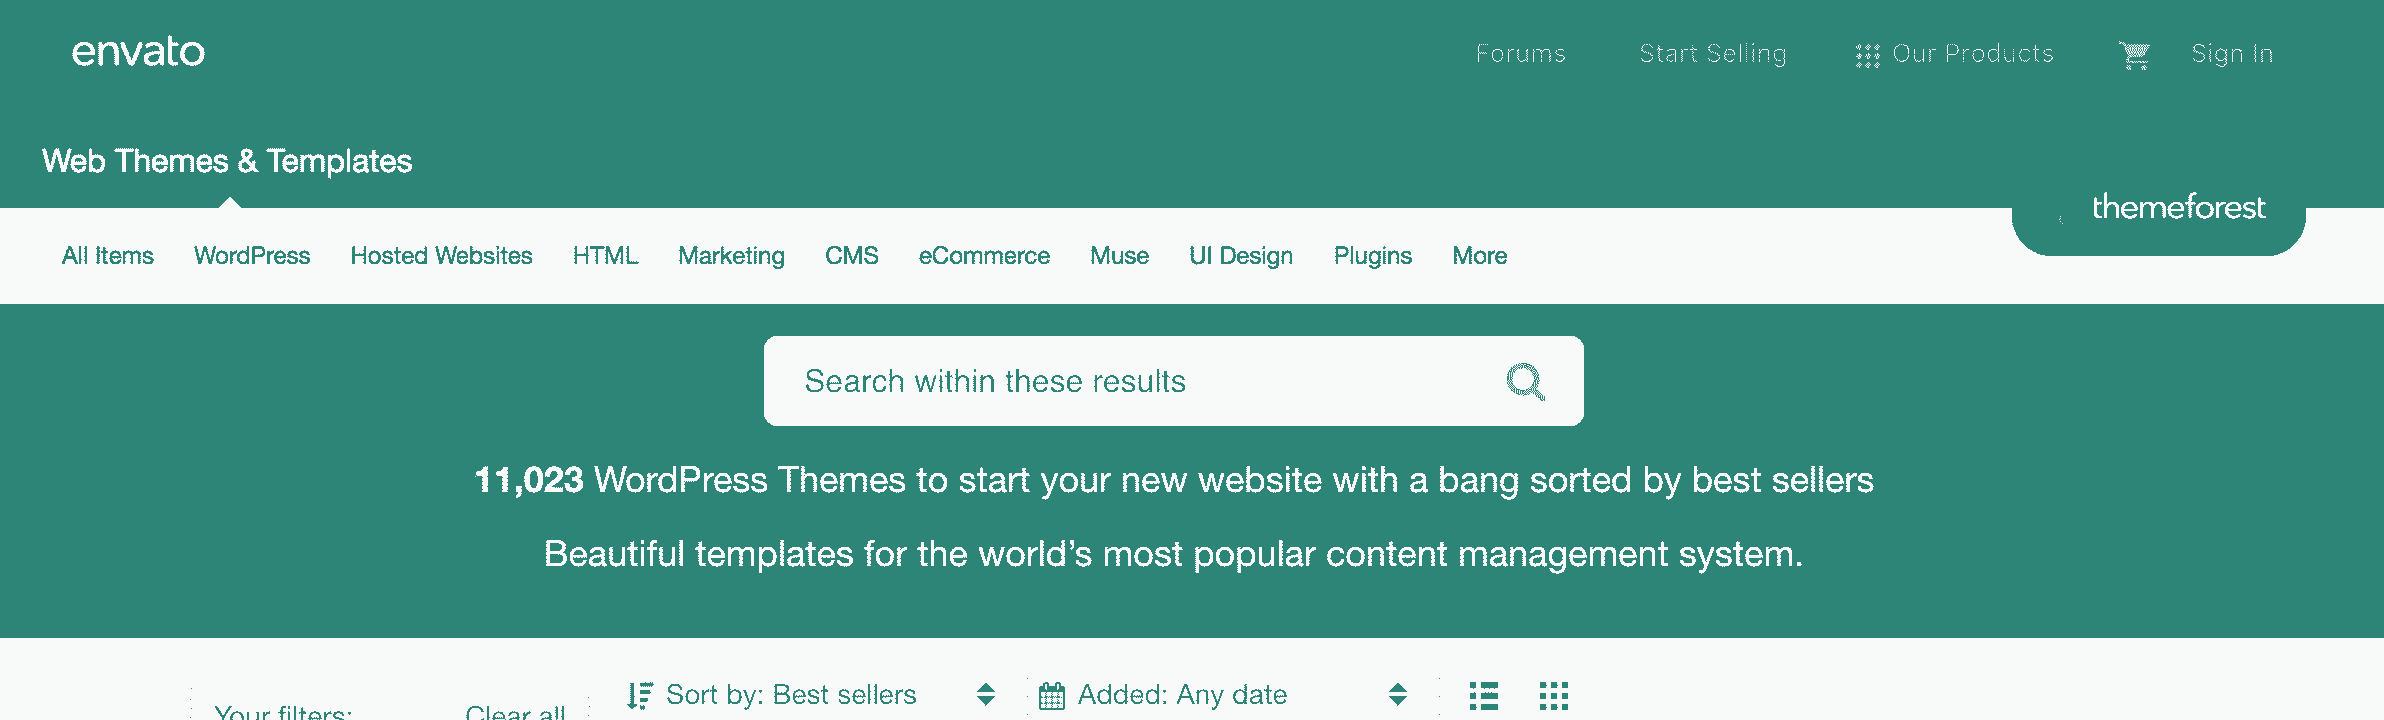 envato
Forums Start Selling Our Products Sign In
Web Themes & Templates
themeforest
All Items WordPress Hosted Websites HTML Marketing CMS eCommerce Muse UI Design Plugins More
Search within these results
11,023 WordPress Themes to start your new website with a bang sorted by best sellers
Beautiful templates for the world’s most popular content management system.
Sort by: Best sellers Added: Any date
Your filters: Clear all